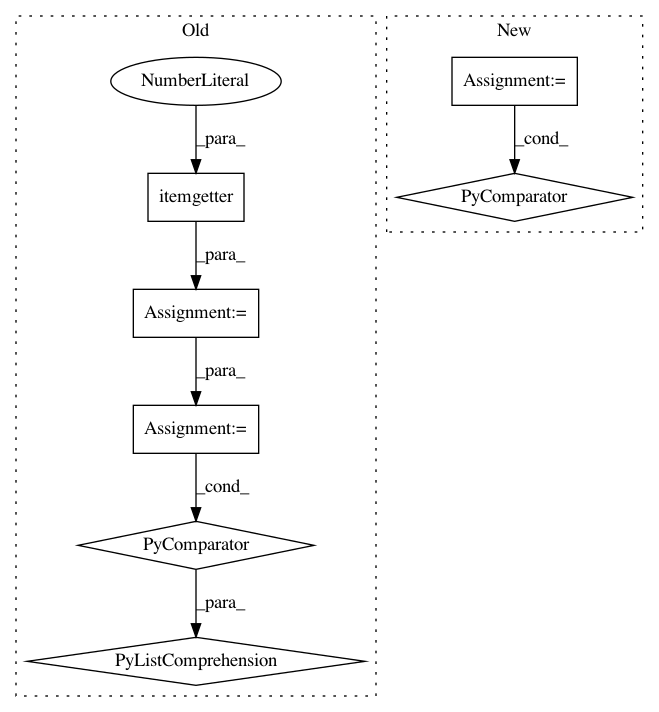 Old
NumberLiteral
_para_
itemgetter
_para_
Assignment:=
_para_
Assignment:=
_cond_
PyComparator
_para_
PyListComprehension
New
Assignment:=
_cond_
PyComparator